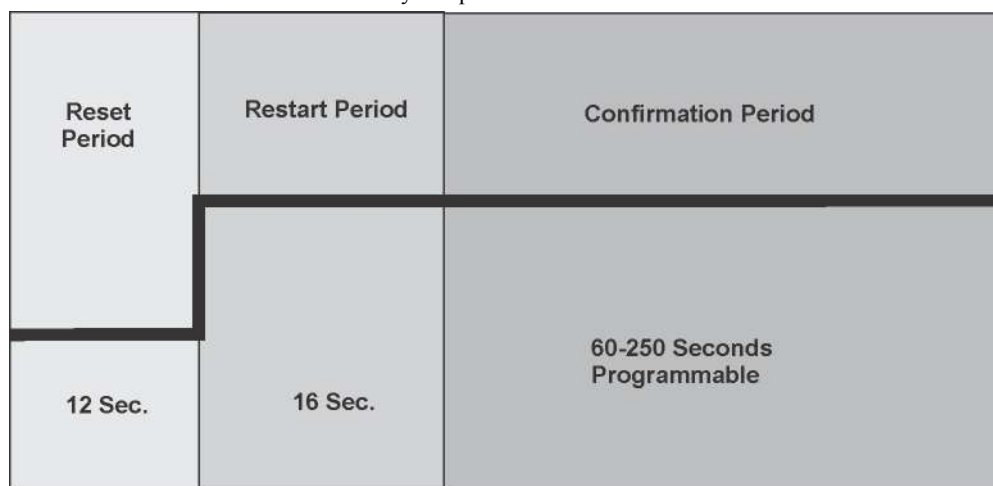 Reset
Period
Restart Period
Confirmation Period
12 Sec.
16 Sec.
60-250 Seconds
Programmable